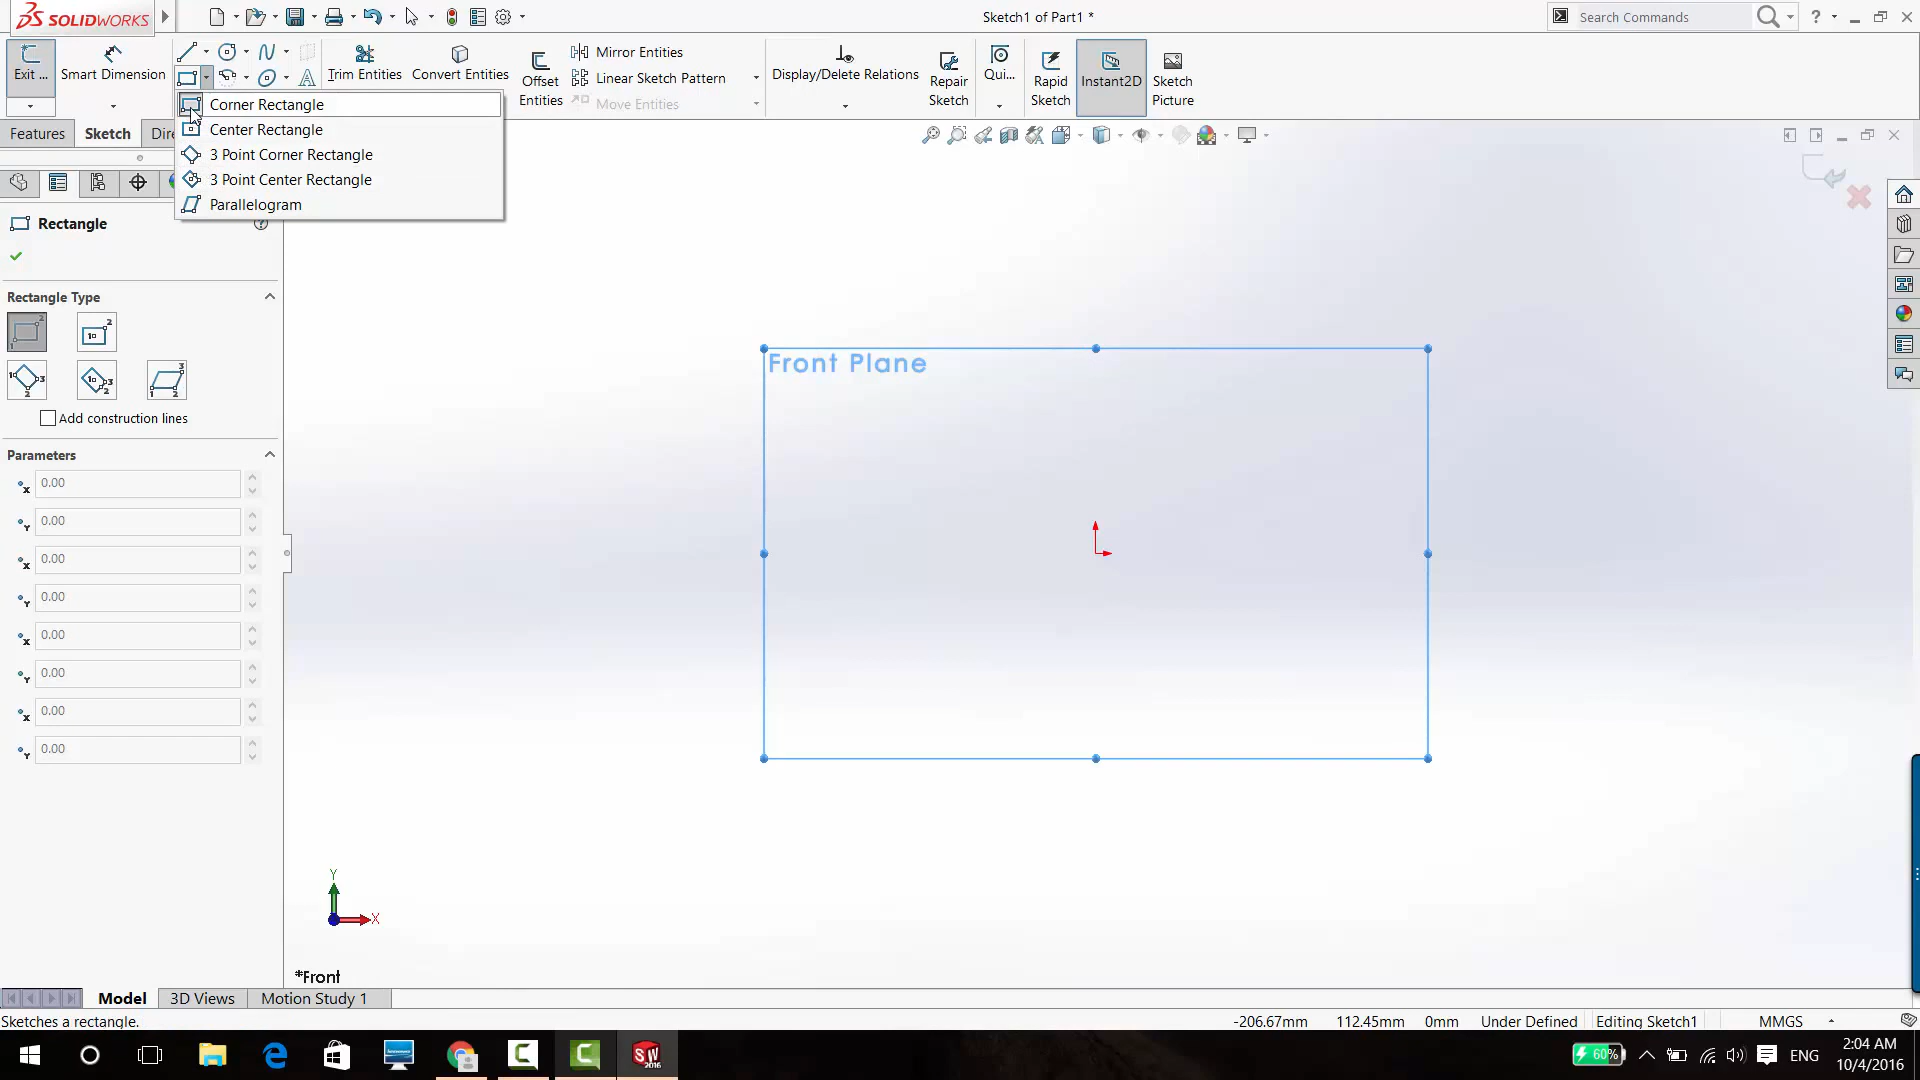 SOLIDWORKS
Sketch1 of Part1 *
Search Commands
?
Exit ...
Smart Dimension
Trim Entities
Convert Entities
Offset
Entities
Mirror Entities
Linear Sketch Pattern
Move Entities
Display/Delete Relations
Repair
Sketch
Qui...
Rapid
Sketch
Instant2D
Sketch
Picture
Corner Rectangle
Center Rectangle
3 Point Corner Rectangle
3 Point Center Rectangle
Parallelogram
Features
Sketch
Dire
Rectangle
?
Rectangle Type
Add construction lines
Parameters
x 0.00
Y 0.00
x 0.00
Y 0.00
x 0.00
Y 0.00
x 0.00
Y 0.00
Front Plane
Y
X
*Front
Model
3D Views
Motion Study 1
Sketches a rectangle.
-206.67mm
112.45mm
0mm
Under Defined
Editing Sketch1
MMGS
60%
ENG
2:04 AM
10/4/2016
SW
2016